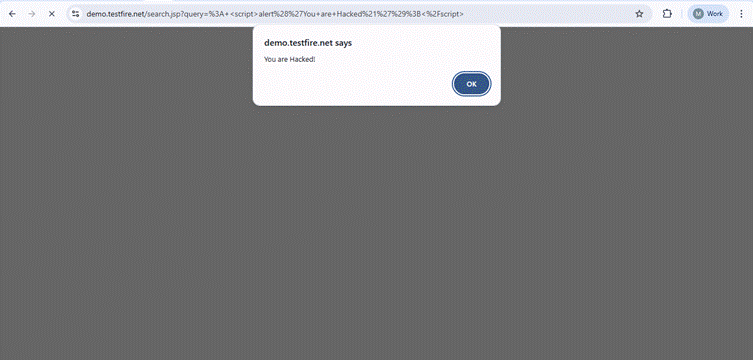 demo.testfire.net/search.jsp?query=%3A+<script>alert%28%27You+are+Hacked%21%27%29%3B<%2Fscript>
M Work
demo.testfire.net says
You are Hacked!
OK